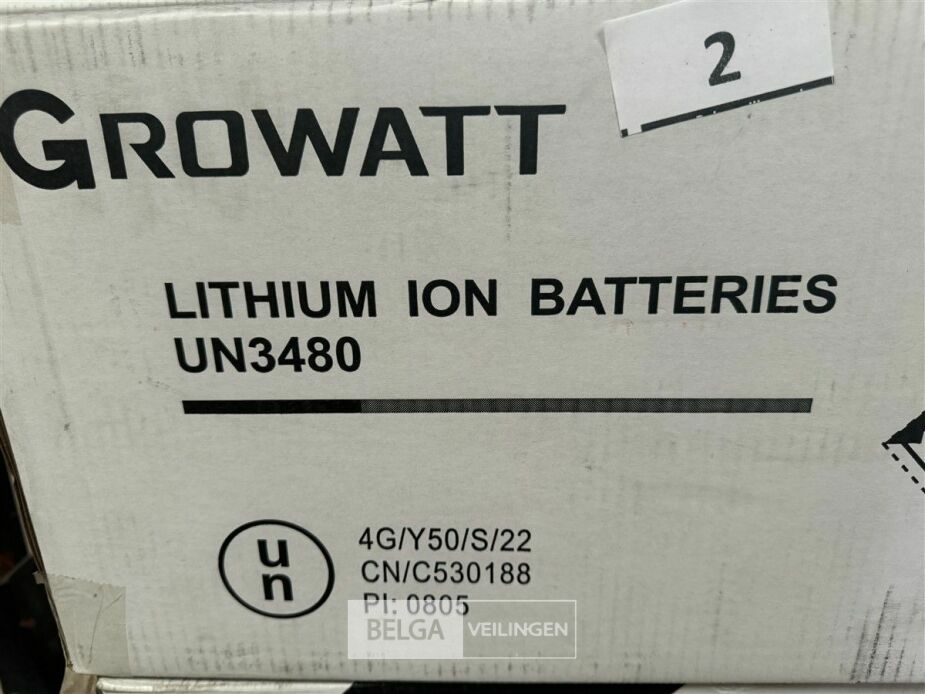 2
GROWATT
LITHIUM ION BATTERIES
UN3480
un
4G/Y50/S/22
CN/C530188
PI: 0805
BELGA VEILINGEN